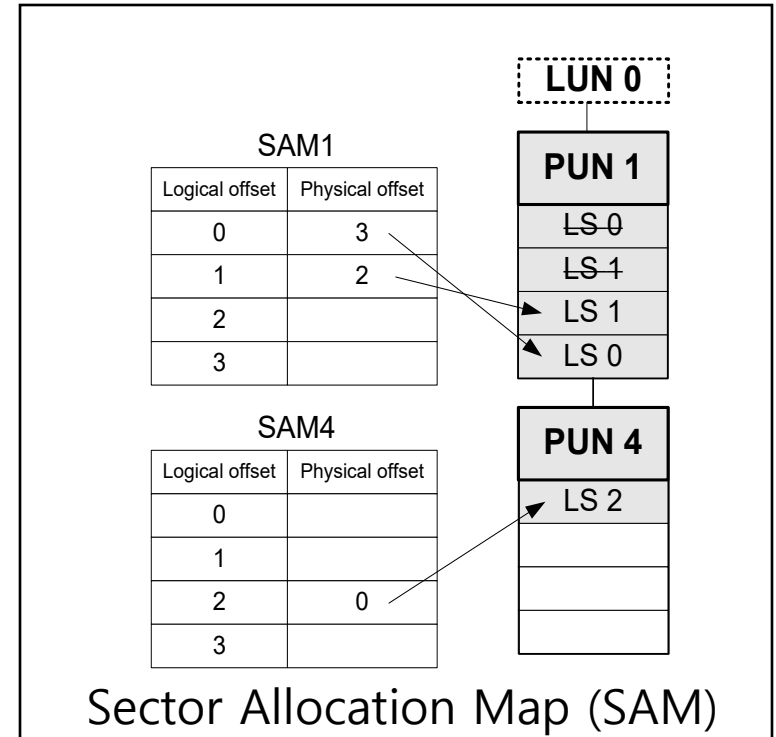 LUN 0
SAM1
Logical offset Physical offset
0 3
1 2
2
3
PUN 1
LS 0
LS 1
LS 1
LS 0
SAM4
Logical offset Physical offset
0
1
2 0
3
PUN 4
LS 2
Sector Allocation Map (SAM)